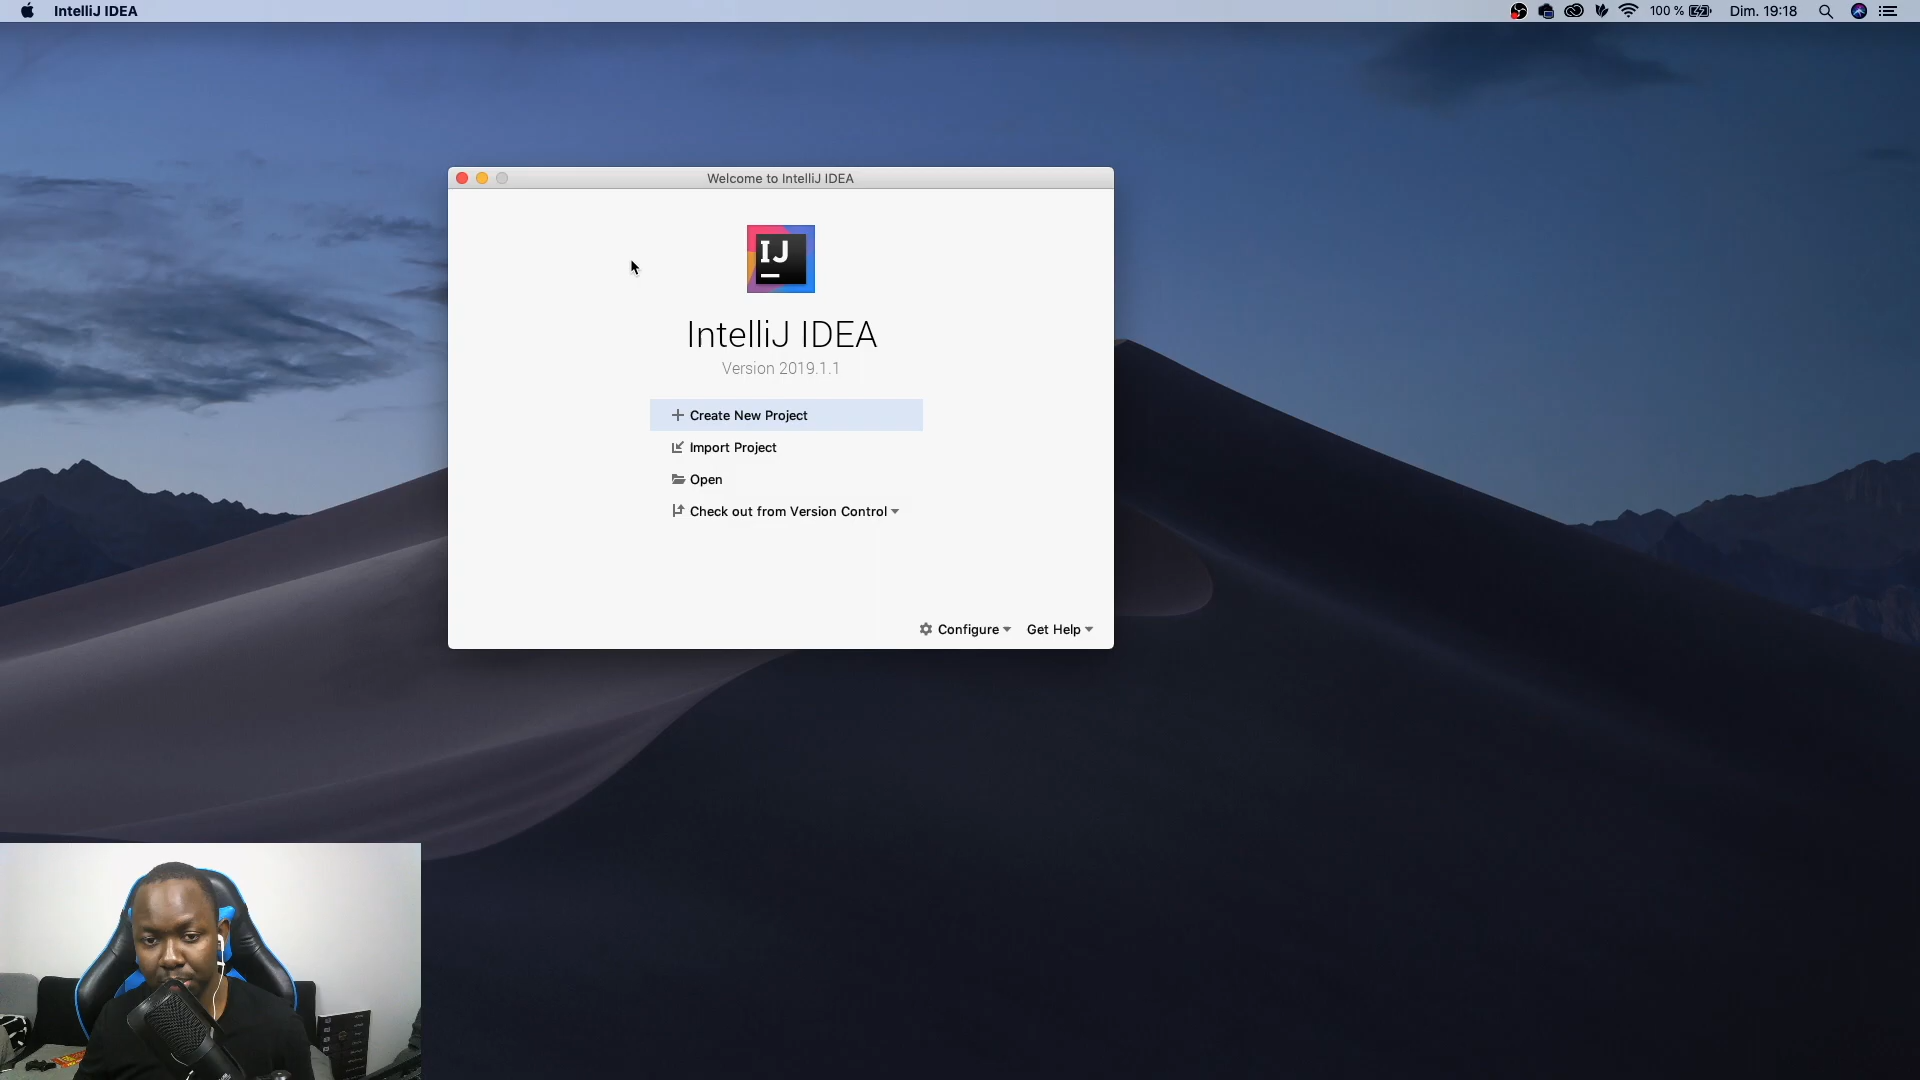 IntelliJ IDEA
100 %
Dim. 19:18
Welcome to IntelliJ IDEA
IJ
IntelliJ IDEA
Version 2019.1.1
Create New Project
Import Project
Open
Check out from Version Control
Configure
Get Help